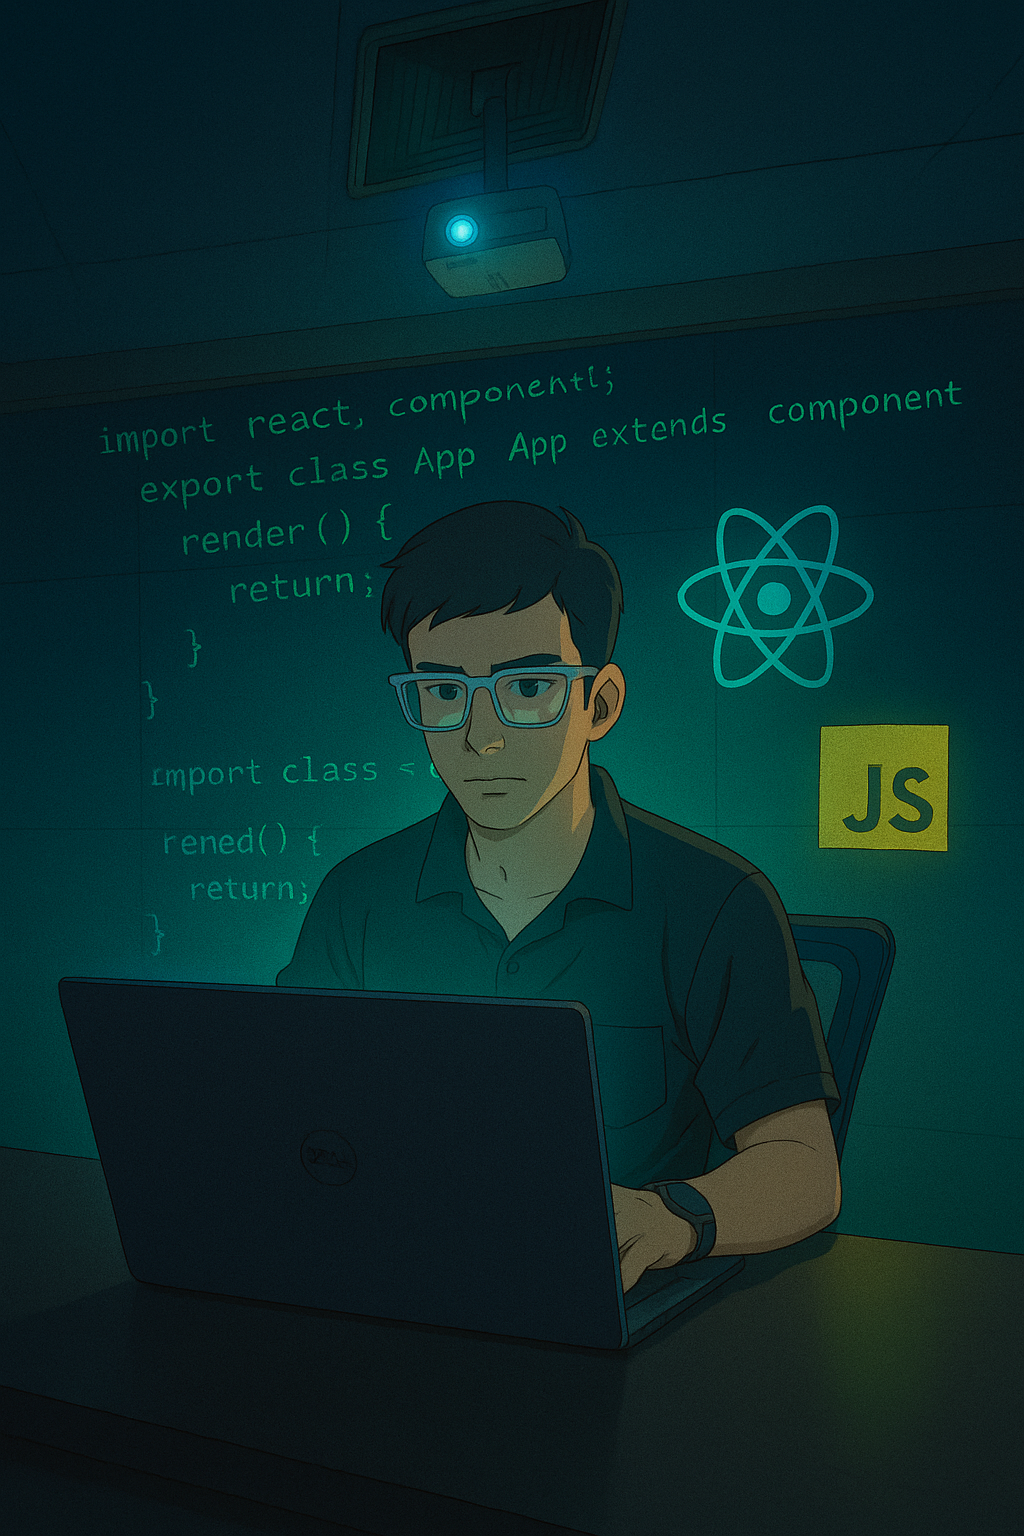 import react, component[;
export class App App extends component
render() {
return;
}
}
import class <
rened() {
return;
}
JS